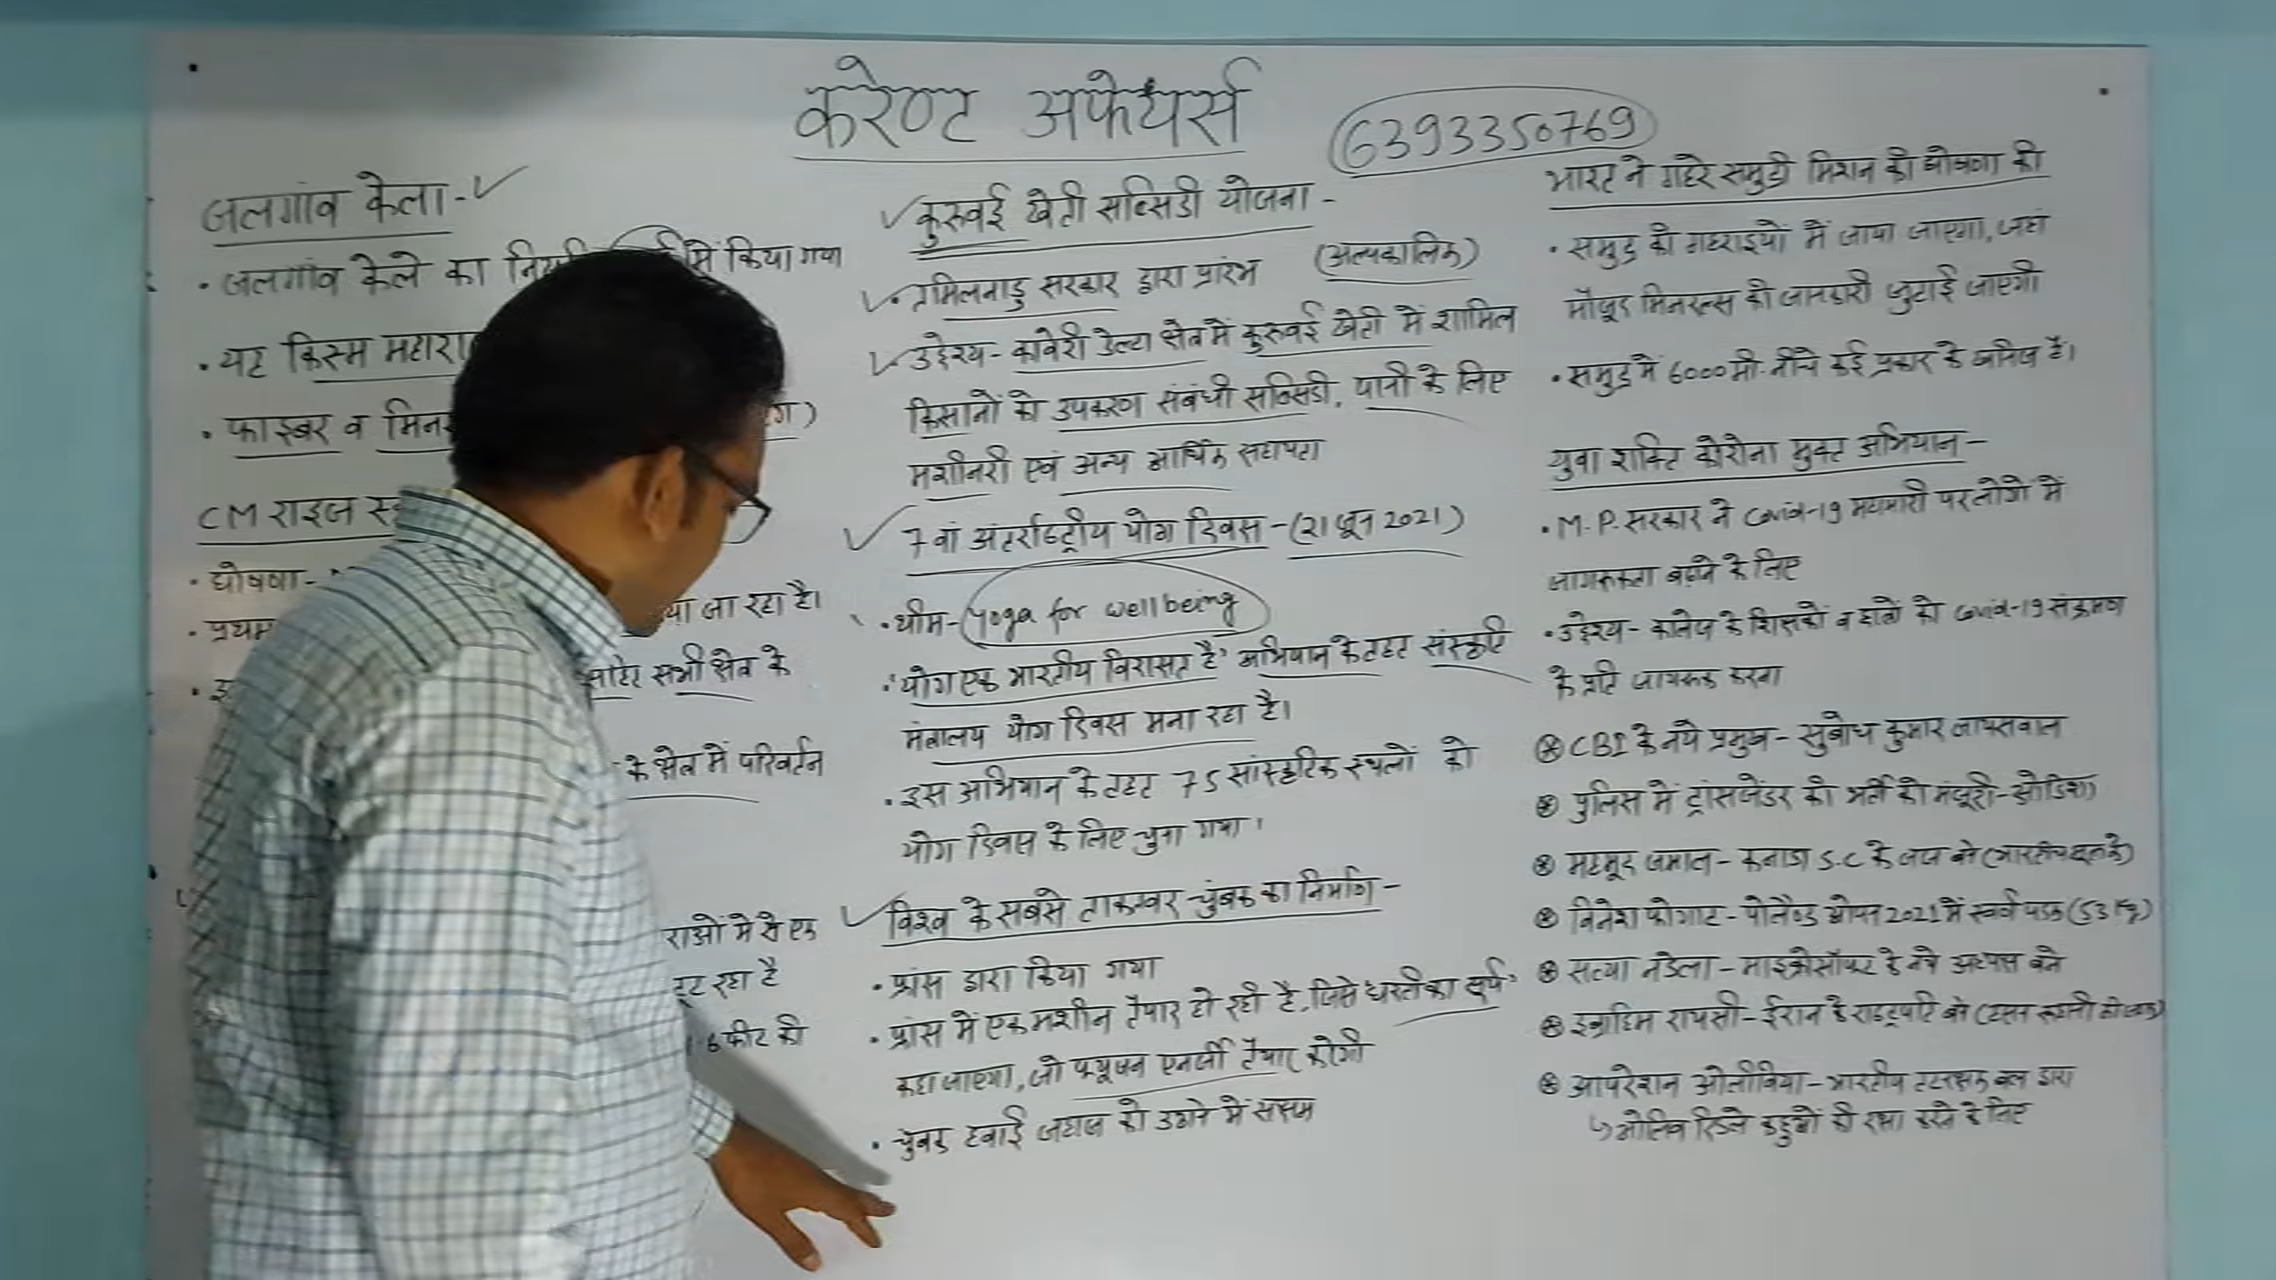 करेण्ट अफेयर्स
6393350769
जलगांव केला-
• जलगांव केले का में किया गया
• यह किस्म
• फाइबर व
CM राइज
• घोषणा-
या जा रहा है।
• प्रथम
सहित सभी क्षेत्र के
के क्षेत्र में परिवर्तन
राओं में से एक
टूट रहा है
6 फीट की
कुरुवई खेती सब्सिडी योजना -
• तमिलनाडु सरकार द्वारा प्रारंभ (अल्पकालिक)
उद्देश्य- कावेरी डेल्टा क्षेत्र में कुरुवई खेती में शामिल
किसानों को उपकरण संबंधी सब्सिडी, पानी के लिए
मशीनरी एवं अन्य आर्थिक सहायता
7 वां अंतर्राष्ट्रीय योग दिवस - (21 जून 2021)
• थीम- Yoga for wellbeing
• 'योग एक भारतीय विरासत है' अभियान के तहत संस्कृति
मंत्रालय योग दिवस मना रहा है।
• इस अभियान के तहत 75 सांस्कृतिक स्थलों को
योग दिवस के लिए चुना गया।
विश्व के सबसे ताकतवर चुंबक का निर्माण -
• फ्रांस द्वारा किया गया
• फ्रांस में एक मशीन तैयार हो रही है, जिसे 'धरती का सूर्य'
कहा जाएगा, जो फ्यूजन एनर्जी तैयार करेगी
• चुंबक हवाई जहाज को उठाने में सक्षम
भारत ने गहरे समुद्री मिशन की घोषणा की
• समुद्र की गहराइयों में जाया जाएगा, जहां
मौजूद मिनरल्स की जानकारी जुटाई जाएगी
• समुद्र में 6000 मी. नीचे कई प्रकार के खनिज हैं।
युवा शक्ति कोरोना मुक्त अभियान -
• M.P. सरकार ने Covid-19 महामारी पर लोगों में
जागरूकता बढ़ाने के लिए
• उद्देश्य- कॉलेज के शिक्षकों व छात्रों को Covid-19 संक्रमण
के प्रति जागरूक करना
⊛ CBI के नये प्रमुख - सुबोध कुमार जायसवाल
⊛ पुलिस में ट्रांसजेंडर की भर्ती की मंजूरी - ओडिशा
⊛ महमूद जमाल - कनाडा S.C के जज बने (भारतीय मूल के)
⊛ विनेश फोगाट - पोलैण्ड ओपन 2021 में स्वर्ण पदक (53 kg)
⊛ सत्या नडेला - माइक्रोसॉफ्ट के नये अध्यक्ष बने
⊛ इब्राहिम रायसी - ईरान के राष्ट्रपति बने (हसन रूहानी की जगह)
⊛ आपरेशन ओलीविया - भारतीय तटरक्षक बल द्वारा
↳ ओलिव रिडले कछुओं की रक्षा करने के लिए